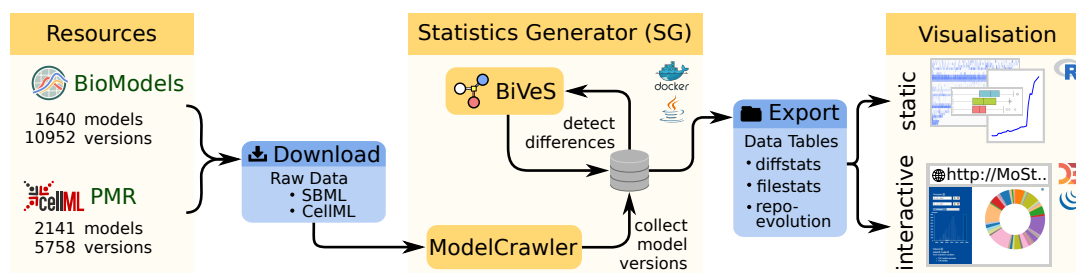 Resources
BioModels
1640 models
10952 versions
cellML PMR
2141 models
5758 versions
Download
Raw Data
• SBML
• CellML
Statistics Generator (SG)
BiVeS
docker
Java
detect
differences
ModelCrawler
collect
model
versions
Export
Data Tables
• diffstats
• filestats
• repo-
evolution
Visualisation
static
R
interactive
http://MoSt..